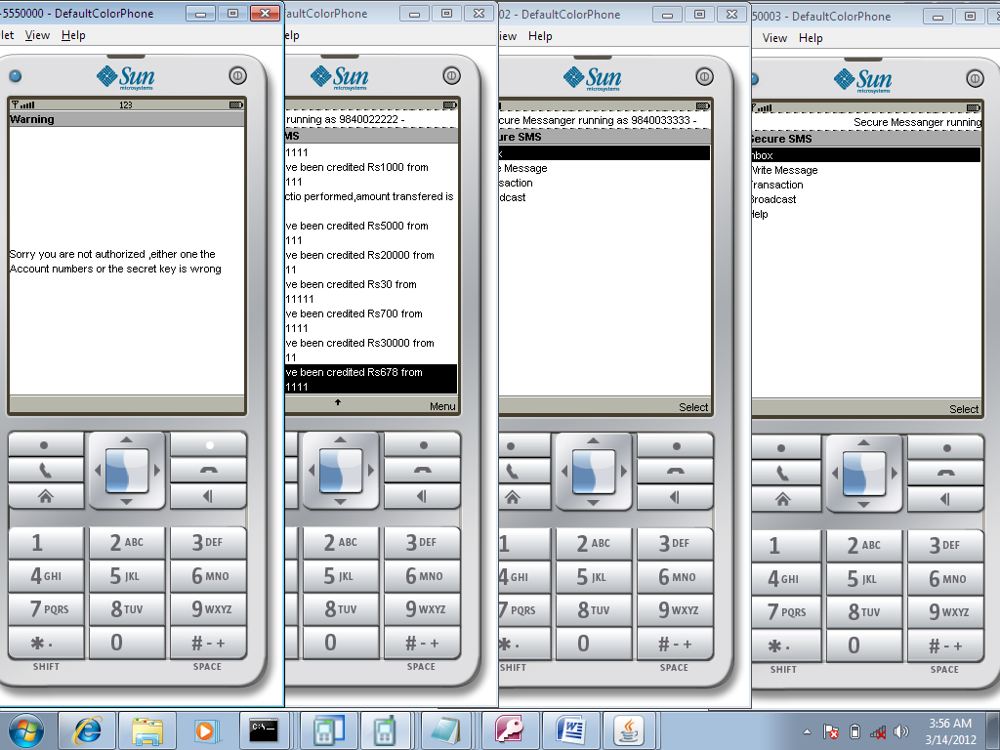 -5550000 - DefaultColorPhone
let View Help
Sun
microsystems
123
Warning
Sorry you are not authorized ,either one the
Account numbers or the secret key is wrong
1
2 ABC
3 DEF
4 GHI
5 JKL
6 MNO
7 PQRS
8 TUV
9 WXYZ
* .
0
# - +
SHIFT
SPACE
aultColorPhone
elp
Sun
microsystems
running as 9840022222 -
MS
1111
ve been credited Rs1000 from
111
ctio performed,amount transfered is
ve been credited Rs5000 from
111
ve been credited Rs20000 from
11
ve been credited Rs30 from
11111
ve been credited Rs700 from
1111
ve been credited Rs30000 from
11
ve been credited Rs678 from
1111
Menu
2 ABC
3 DEF
5 JKL
6 MNO
8 TUV
9 WXYZ
0
# - +
SPACE
02 - DefaultColorPhone
iew Help
Sun
microsystems
cure Messanger running as 9840033333 -
ure SMS
x
e Message
saction
dcast
Select
1
2 ABC
3 DEF
4 GHI
5 JKL
6 MNO
7 PQRS
8 TUV
9 WXYZ
* .
0
# - +
SHIFT
SPACE
50003 - DefaultColorPhone
View Help
Sun
microsystems
Secure Messanger running
Secure SMS
nbox
Write Message
Transaction
Broadcast
Help
Select
1
2 ABC
3 DEF
4 GHI
5 JKL
6 MNO
7 PQRS
8 TUV
9 WXYZ
* .
0
# - +
SHIFT
SPACE
C:\
3:56 AM
3/14/2012